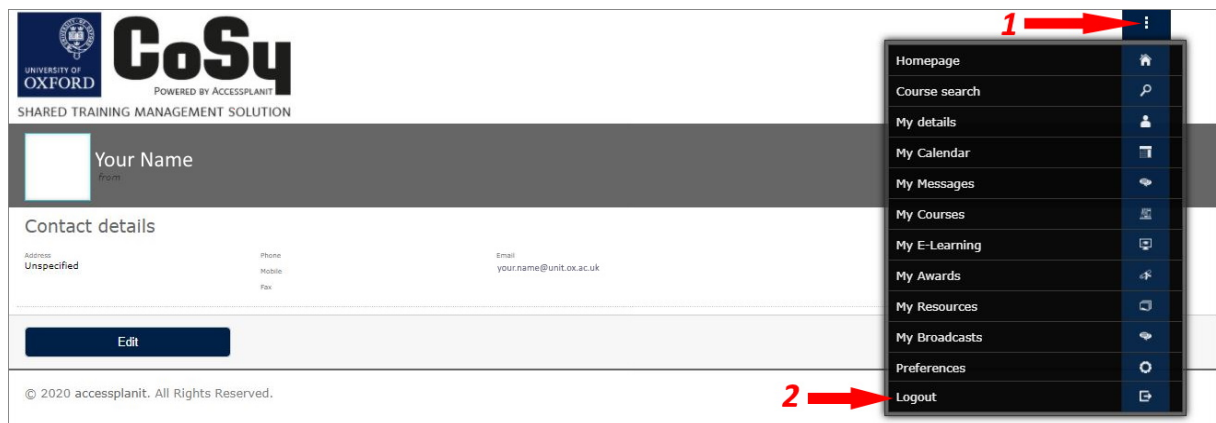 1
UNIVERSITY OF
OXFORD
CoSy
POWERED BY ACCESSPLANIT
SHARED TRAINING MANAGEMENT SOLUTION
Your Name
from
Contact details
Address
Unspecified
Phone
Mobile
Fax
Email
your.name@unit.ox.ac.uk
Edit
© 2020 accessplanit. All Rights Reserved.
Homepage
Course search
My details
My Calendar
My Messages
My Courses
My E-Learning
My Awards
My Resources
My Broadcasts
Preferences
2
Logout